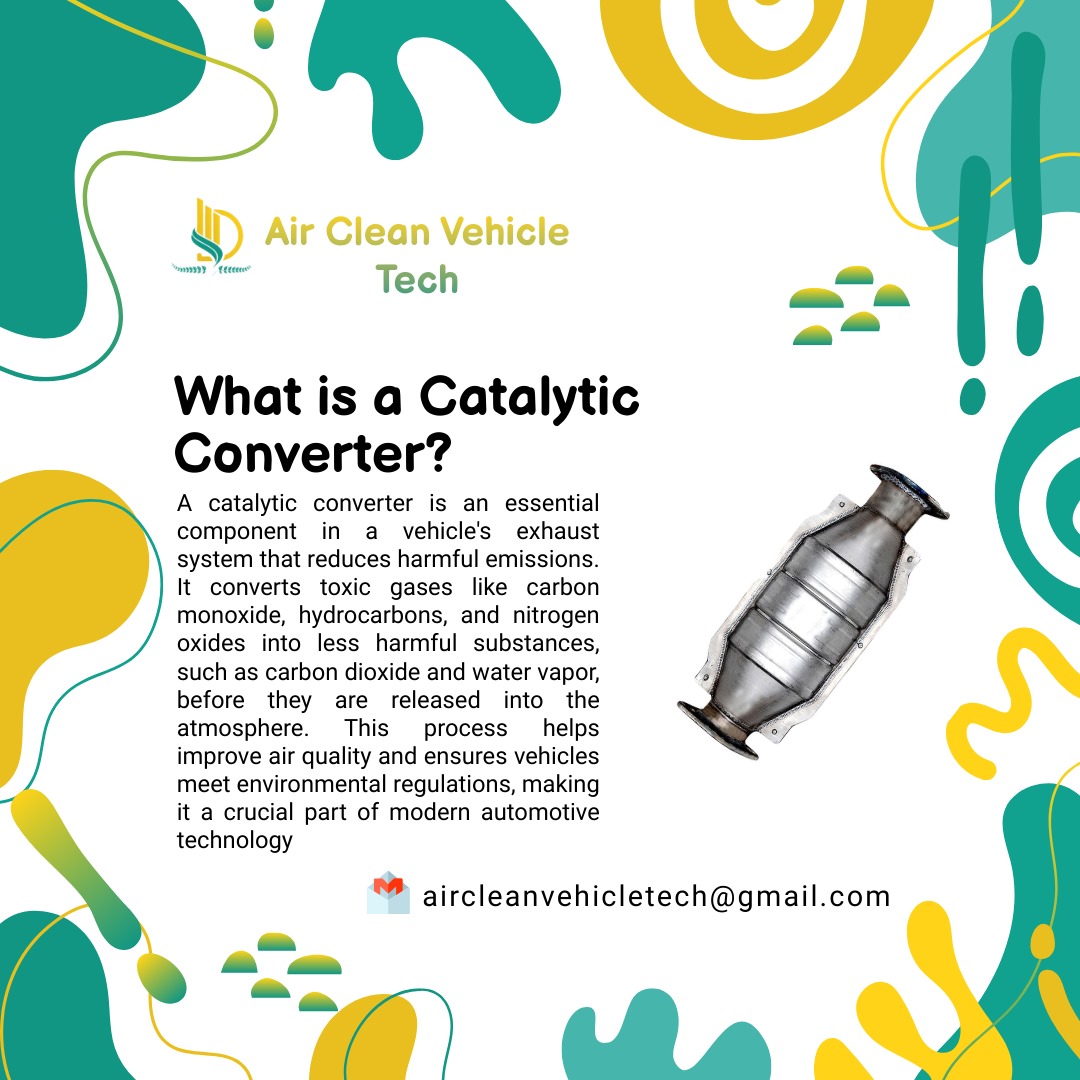 Air Clean Vehicle
Tech
What is a Catalytic
Converter?
A catalytic converter is an essential
component in a vehicle's exhaust
system that reduces harmful emissions.
It converts toxic gases like carbon
monoxide, hydrocarbons, and nitrogen
oxides into less harmful substances,
such as carbon dioxide and water vapor,
before they are released into the
atmosphere. This process helps
improve air quality and ensures vehicles
meet environmental regulations, making
it a crucial part of modern automotive
technology
aircleanvehicletech@gmail.com